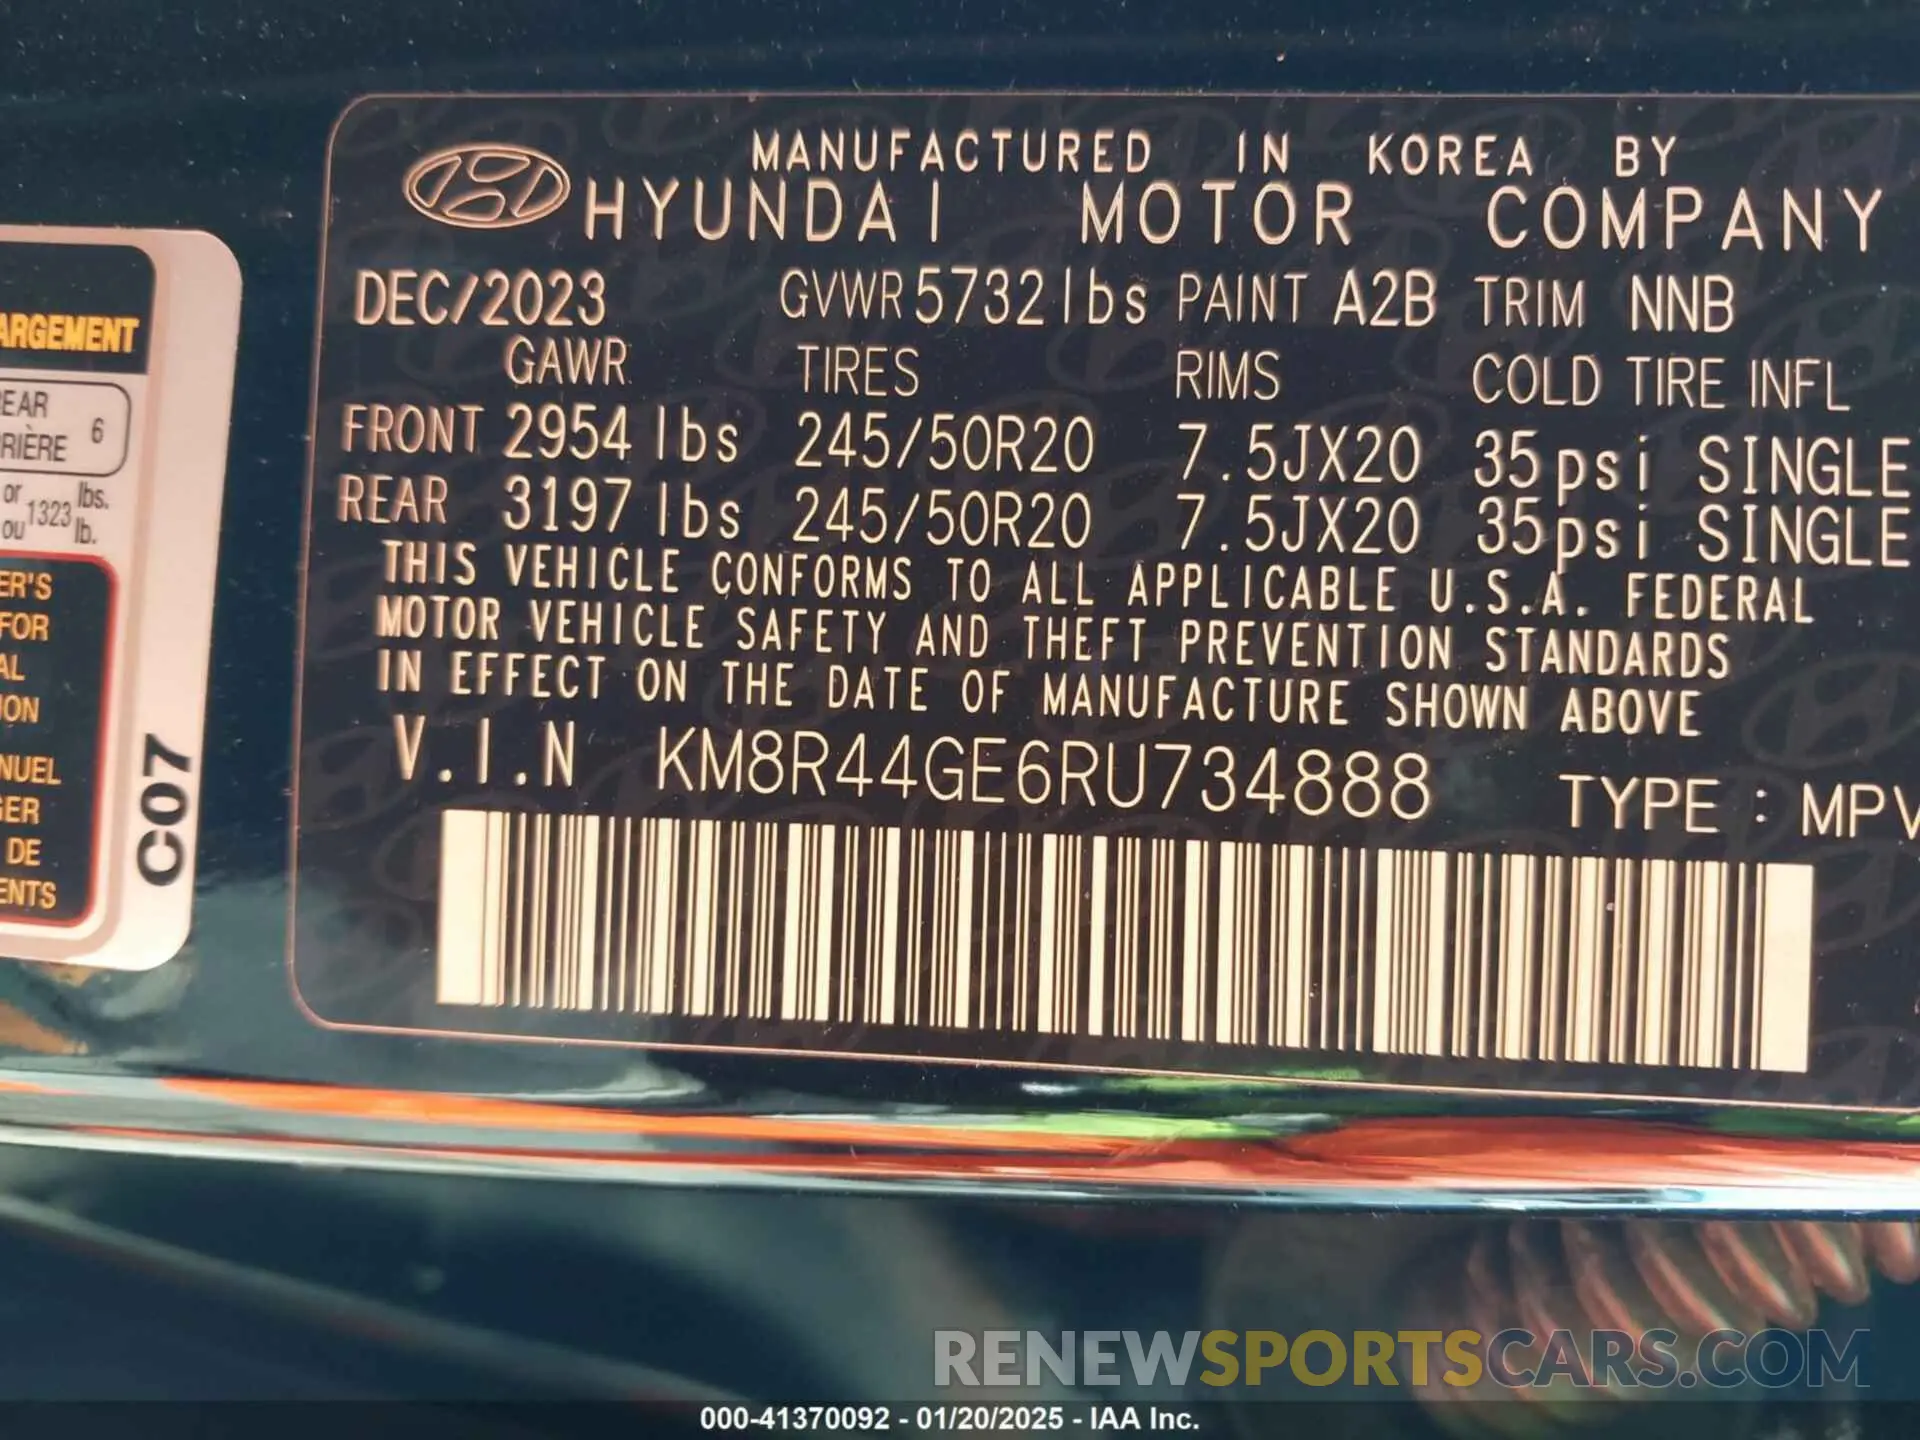 ARGEMENT
EAR
RIÈRE 6
or 1323 lbs.
ou lb.
ER'S
FOR
AL
ION
NUEL
GER
DE
ENTS
C07
MANUFACTURED IN KOREA BY
HYUNDAI MOTOR COMPANY
DEC/2023 GVWR 5732 lbs PAINT A2B TRIM NNB
GAWR TIRES RIMS COLD TIRE INFL
FRONT 2954 lbs 245/50R20 7.5JX20 35psi SINGLE
REAR 3197 lbs 245/50R20 7.5JX20 35psi SINGLE
THIS VEHICLE CONFORMS TO ALL APPLICABLE U.S.A. FEDERAL
MOTOR VEHICLE SAFETY AND THEFT PREVENTION STANDARDS
IN EFFECT ON THE DATE OF MANUFACTURE SHOWN ABOVE
V.I.N KM8R44GE6RU734888 TYPE : MPV
RENEWSPORTSCARS.COM
000-41370092 - 01/20/2025 - IAA Inc.